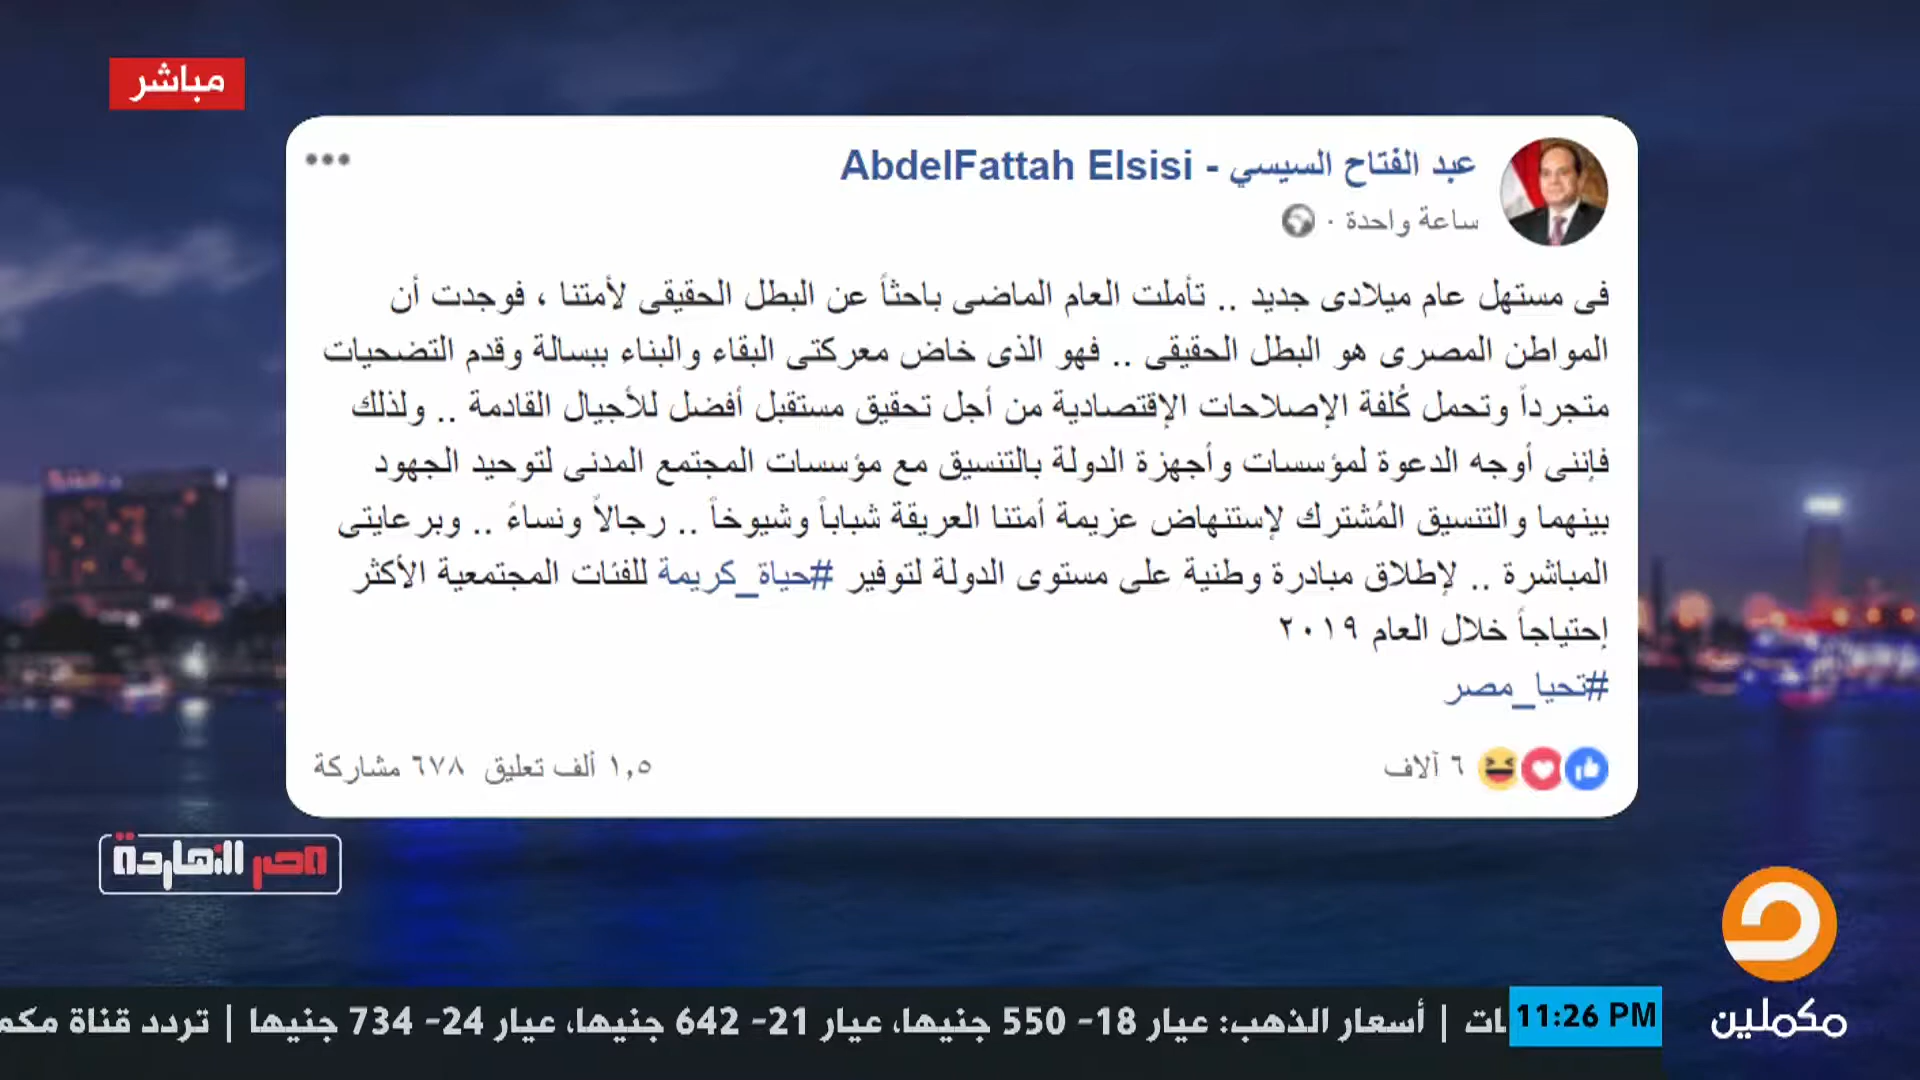 مباشر
عبد الفتاح السيسي - AbdelFattah Elsisi
ساعة واحدة ·
فى مستهل عام ميلادى جديد .. تأملت العام الماضى باحثاً عن البطل الحقيقى لأمتنا ، فوجدت أن
المواطن المصرى هو البطل الحقيقى .. فهو الذى خاض معركتى البقاء والبناء ببسالة وقدم التضحيات
متجرداً وتحمل كُلفة الإصلاحات الإقتصادية من أجل تحقيق مستقبل أفضل للأجيال القادمة .. ولذلك
فإننى أوجه الدعوة لمؤسسات وأجهزة الدولة بالتنسيق مع مؤسسات المجتمع المدنى لتوحيد الجهود
بينهما والتنسيق المُشترك لإستنهاض عزيمة أمتنا العريقة شباباً وشيوخاً .. رجالاً ونساءً .. وبرعايتى
المباشرة .. لإطلاق مبادرة وطنية على مستوى الدولة لتوفير #حياة_كريمة للفئات المجتمعية الأكثر
إحتياجاً خلال العام ٢٠١٩
#تحيا_مصر
٦ آلاف
١,٥ ألف تعليق ٦٧٨ مشاركة
مصر النهاردة
مكملين
11:26 PM
ات | أسعار الذهب: عيار 18- 550 جنيها، عيار 21- 642 جنيها، عيار 24- 734 جنيها | تردد قناة مكم